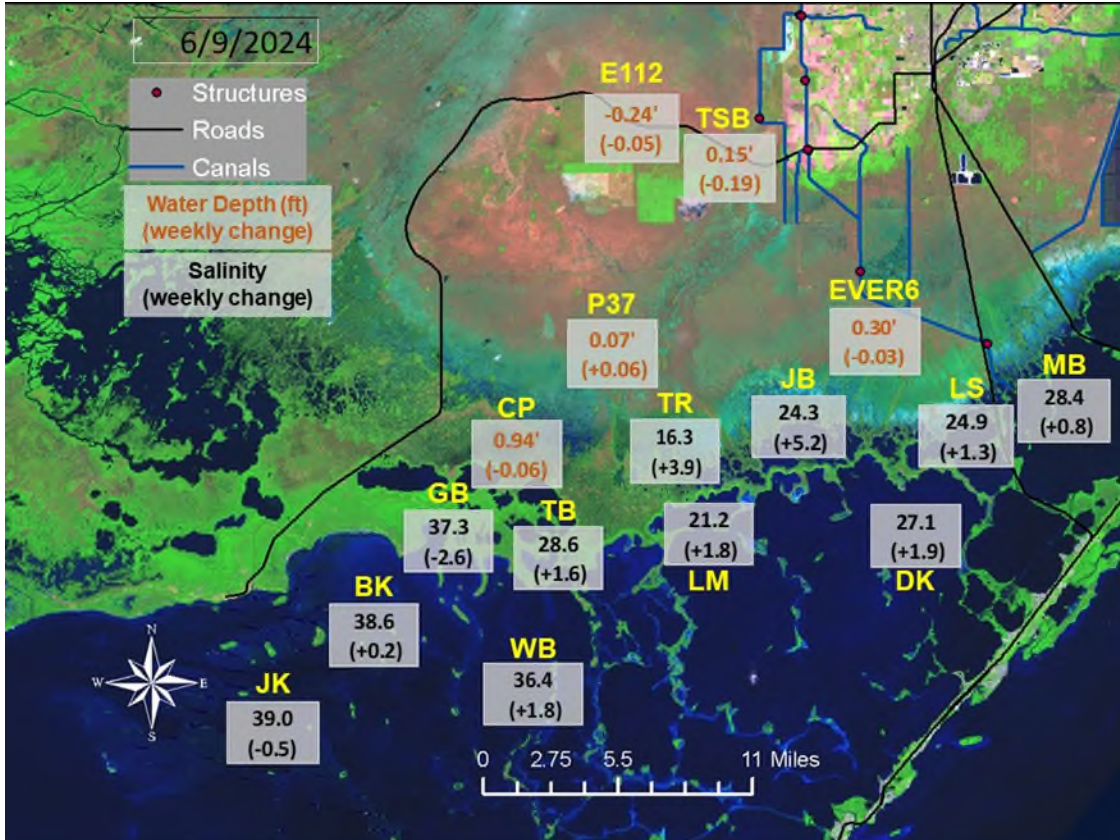 6/9/2024
Structures
Roads
Canals
Water Depth (ft)
(weekly change)
Salinity
(weekly change)
E112
-0.24'
(-0.05)
TSB
0.15'
(-0.19)
P37
0.07'
(+0.06)
EVER6
0.30'
(-0.03)
CP
0.94'
(-0.06)
TR
16.3
(+3.9)
JB
24.3
(+5.2)
LS
24.9
(+1.3)
MB
28.4
(+0.8)
GB
37.3
(-2.6)
TB
28.6
(+1.6)
21.2
(+1.8)
LM
27.1
(+1.9)
DK
BK
38.6
(+0.2)
WB
36.4
(+1.8)
JK
39.0
(-0.5)
N
W E
S
0 2.75 5.5 11 Miles